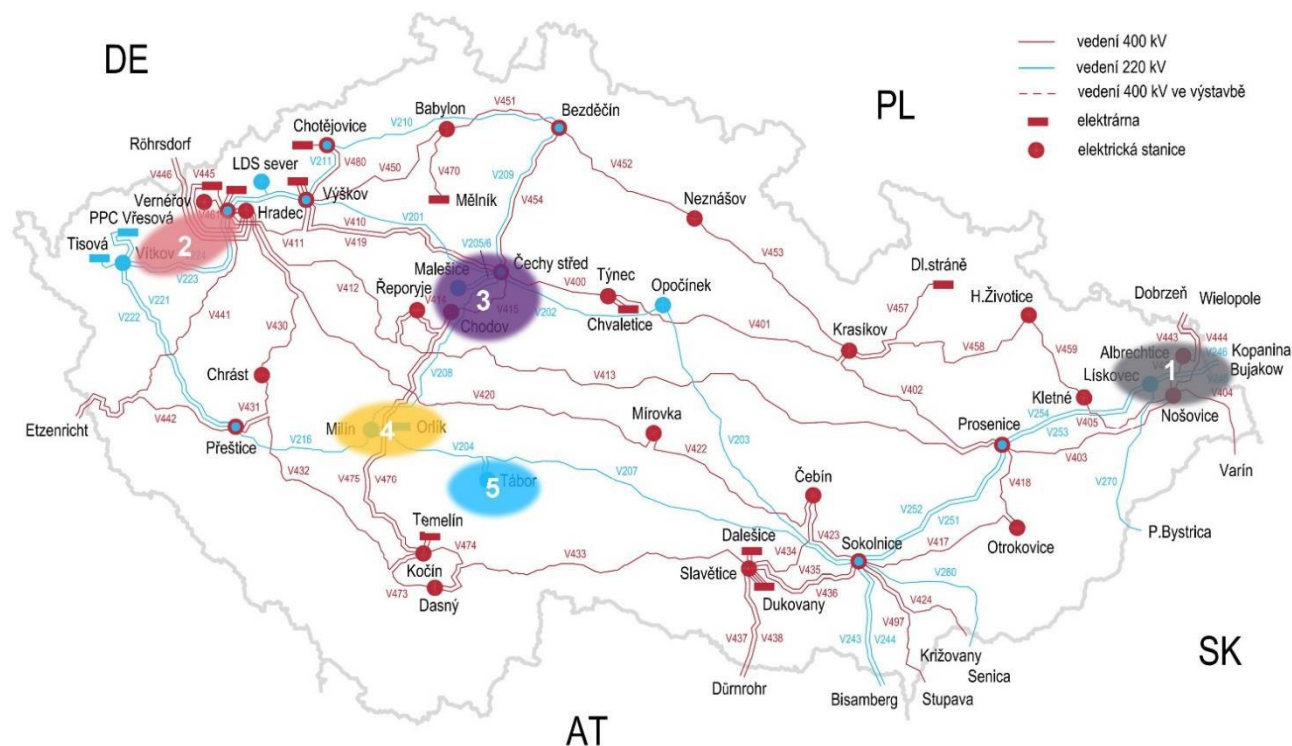 DE
PL
SK
AT
vedení 400 kV
vedení 220 kV
vedení 400 kV ve výstavbě
elektrárna
elektrická stanice
Babylon
V451
Bezděčín
V210
Chotějovice
Röhrsdorf
V211
V480
V450
V470
V452
LDS sever
V446
V445
Vernéřov
Výškov
V209
V454
Mělník
PPC Vřesová
V461
Hradec
V410
V201
Neznášov
Tisová
2
Vítkov
V223
V411
V419
V205/6
V453
Malešice
Čechy střed
Týnec
Dl.stráně
V221
V222
V412
Řeporyje
V414
3
V415
V400
Opočínek
V457
H.Životice
Dobrzeń
Wielopole
Chodov
V202
Chvaletice
V441
V430
V401
Krasíkov
V458
V443
V444
V246
Kopanina
Bujakow
Albrechtice
1
Lískovec
V459
V208
V413
Chrást
V402
Kletné
V404
Nošovice
V405
V254
V253
V431
V420
Mírovka
Prosenice
V403
Etzenricht
V442
Přeštice
Milín
4
Orlík
V216
V204
V422
V203
Varín
V432
V475
V476
5
Tábor
V207
V418
V270
Čebín
V252
V251
Temelín
V474
Dalešice
V423
V434
Sokolnice
V417
Otrokovice
P.Bystrica
Kočín
V433
V435
Slavětice
V473
Dasný
Dukovany
V436
V280
V424
V497
V437
V438
V243
V244
Križovany
Senica
Dürnrohr
Bisamberg
Stupava